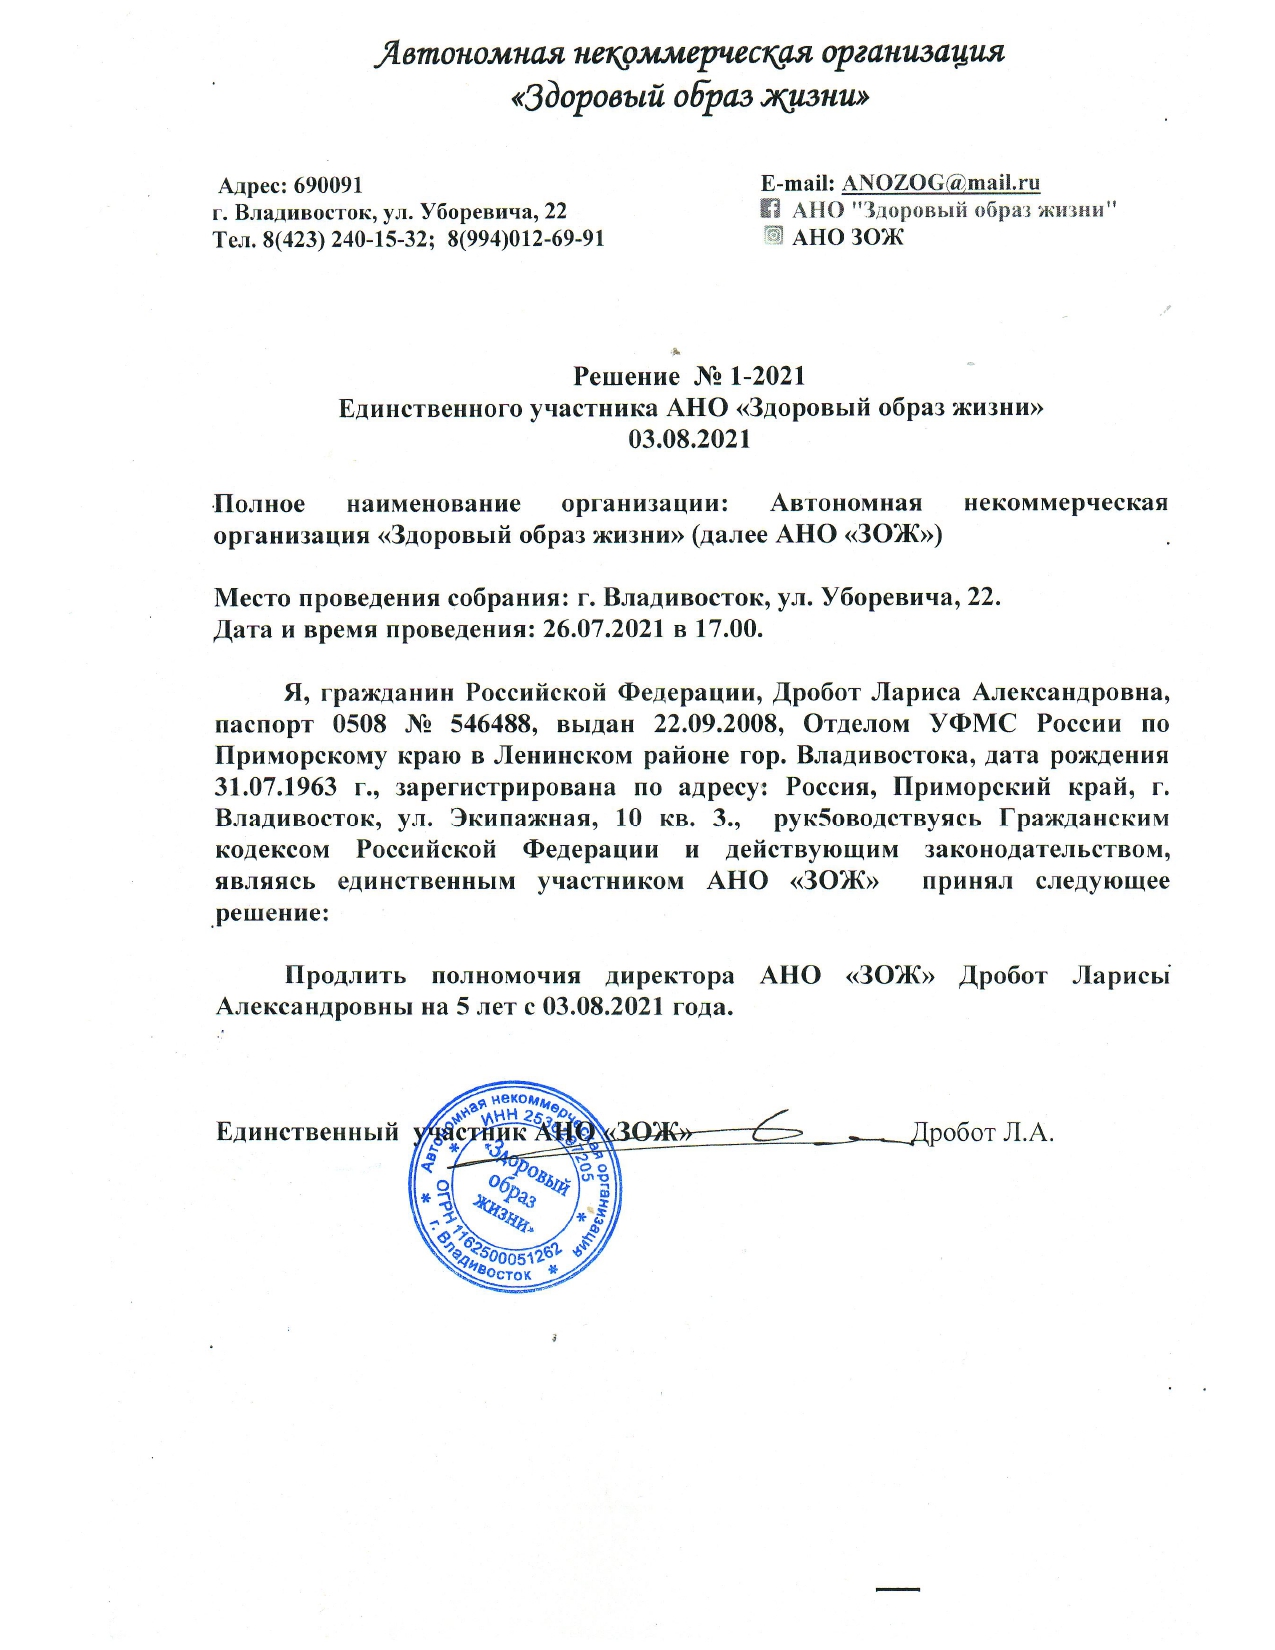 Автономная некоммерческая организация
«Здоровый образ жизни»
Адрес: 690091
г. Владивосток, ул. Уборевича, 22
Тел. 8(423) 240-15-32; 8(994)012-69-91
E-mail: ANOZOG@mail.ru
АНО "Здоровый образ жизни"
АНО ЗОЖ
Решение № 1-2021
Единственного участника АНО «Здоровый образ жизни»
03.08.2021
Полное наименование организации: Автономная некоммерческая
организация «Здоровый образ жизни» (далее АНО «ЗОЖ»)
Место проведения собрания: г. Владивосток, ул. Уборевича, 22.
Дата и время проведения: 26.07.2021 в 17.00.
Я, гражданин Российской Федерации, Дробот Лариса Александровна,
паспорт 0508 № 546488, выдан 22.09.2008, Отделом УФМС России по
Приморскому краю в Ленинском районе гор. Владивостока, дата рождения
31.07.1963 г., зарегистрирована по адресу: Россия, Приморский край, г.
Владивосток, ул. Экипажная, 10 кв. 3., рук5оводствуясь Гражданским
кодексом Российской Федерации и действующим законодательством,
являясь единственным участником АНО «ЗОЖ» принял следующее
решение:
Продлить полномочия директора АНО «ЗОЖ» Дробот Ларисы
Александровны на 5 лет с 03.08.2021 года.
Единственный участник АНО «ЗОЖ» Дробот Л.А.
Автономная некоммерческая организация
г. Владивосток
ИНН
ОГРН 1162500051262
«Здоровый
образ
жизни»